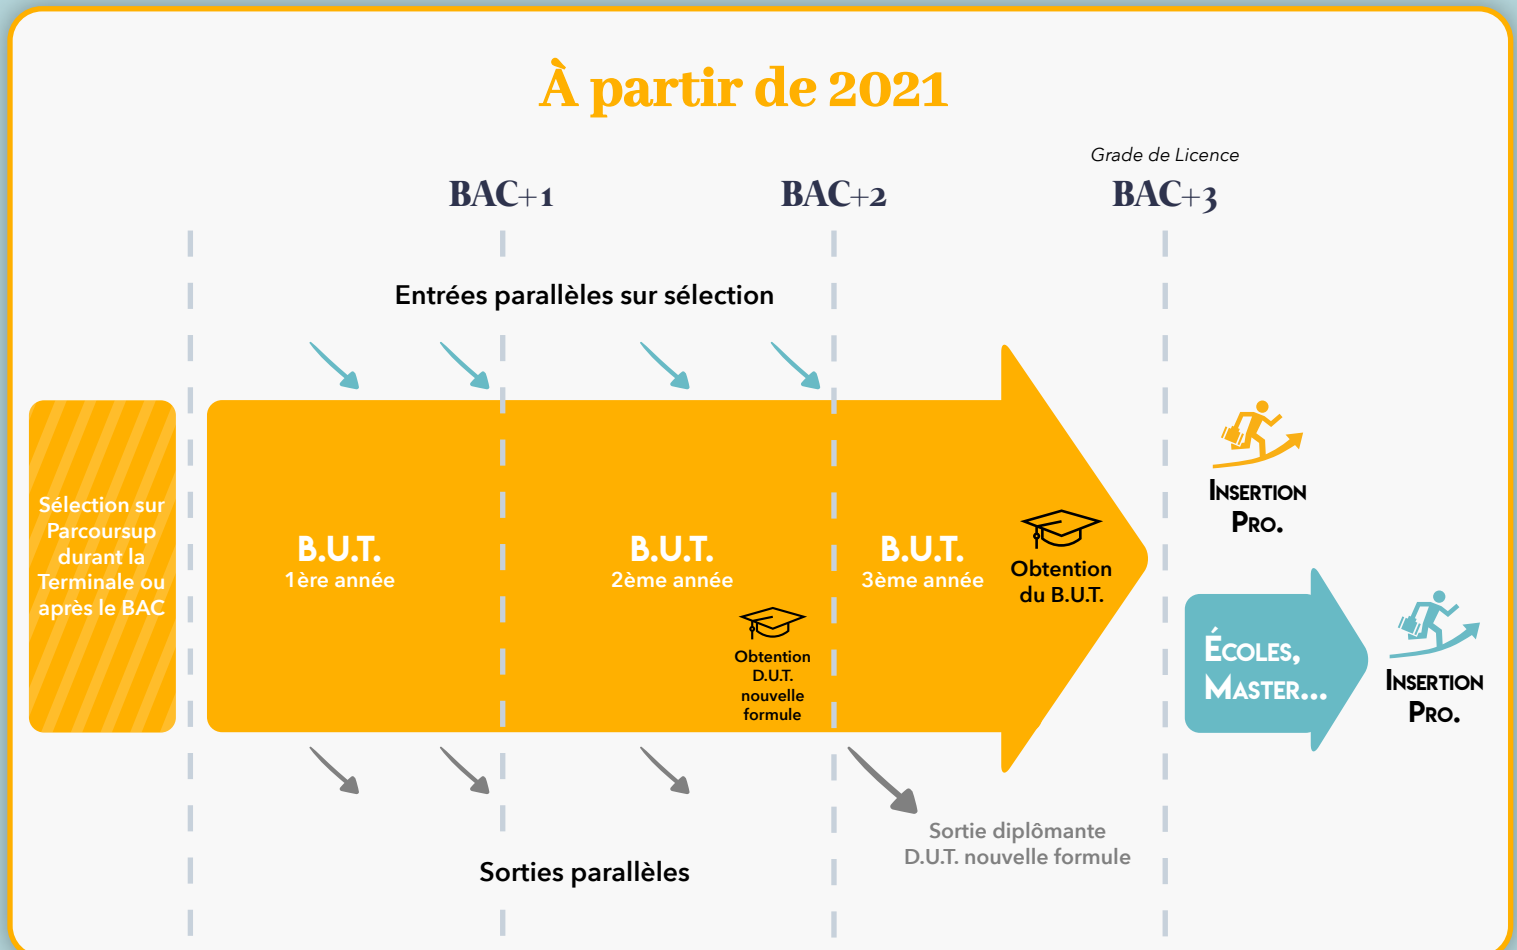 À partir de 2021
Grade de Licence
BAC+1
BAC+2
BAC+3
Entrées parallèles sur sélection
Sélection sur
Parcoursup
durant la
Terminale ou
après le BAC
B.U.T.
1ère année
B.U.T.
2ème année
Obtention
D.U.T.
nouvelle
formule
B.U.T.
3ème année
Obtention
du B.U.T.
Insertion
Pro.
Écoles,
Master...
Insertion
Pro.
Sortie diplômante
D.U.T. nouvelle formule
Sorties parallèles